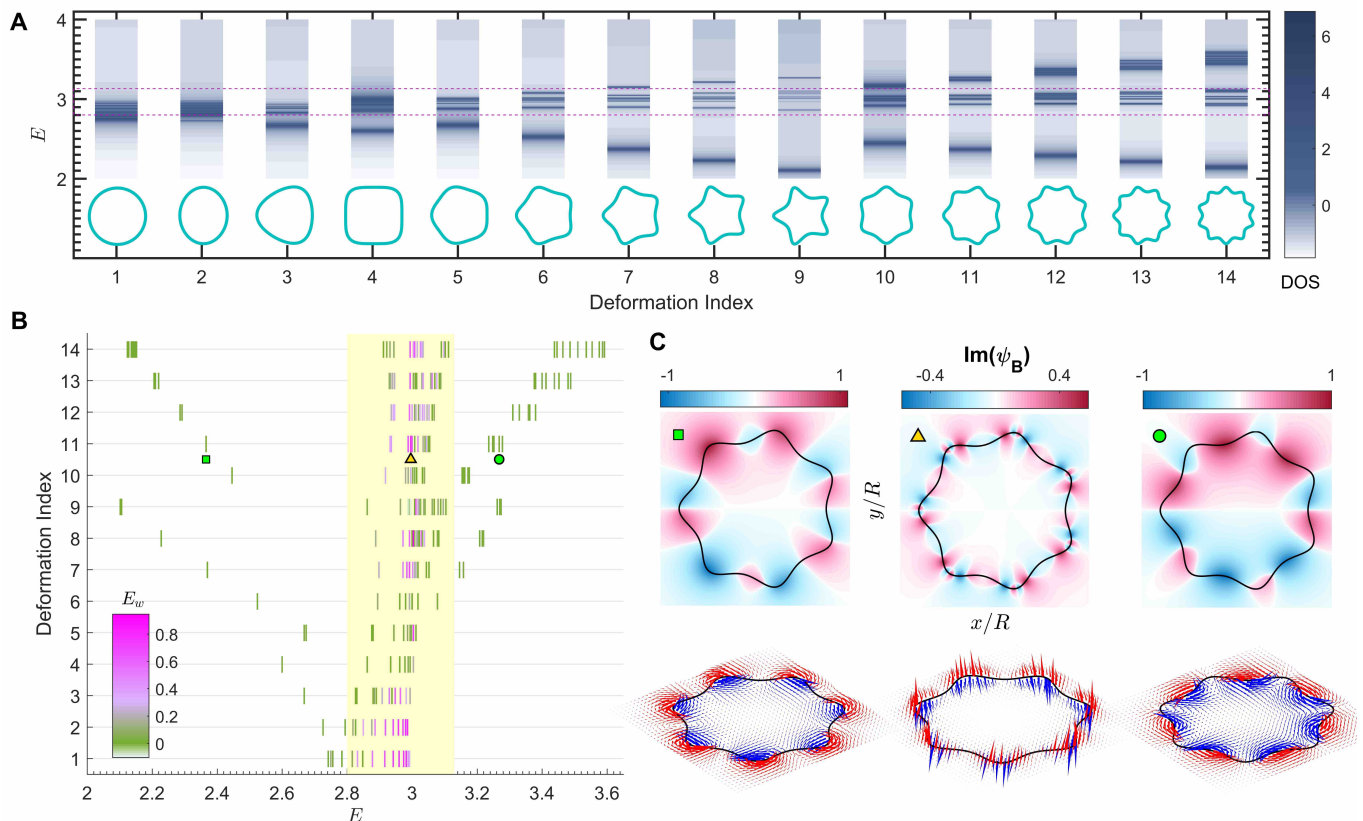 A
4
3
2
E
1 2 3 4 5 6 7 8 9 10 11 12 13 14
Deformation Index
6
4
2
0
DOS
B
14
13
12
11
10
9
8
7
6
5
4
3
2
1
Deformation Index
E_w
0.8
0.6
0.4
0.2
0
2 2.2 2.4 2.6 2.8 3 3.2 3.4 3.6
E
C
Im(ψ_B)
-1 1
-0.4 0.4
-1 1
y/R
x/R